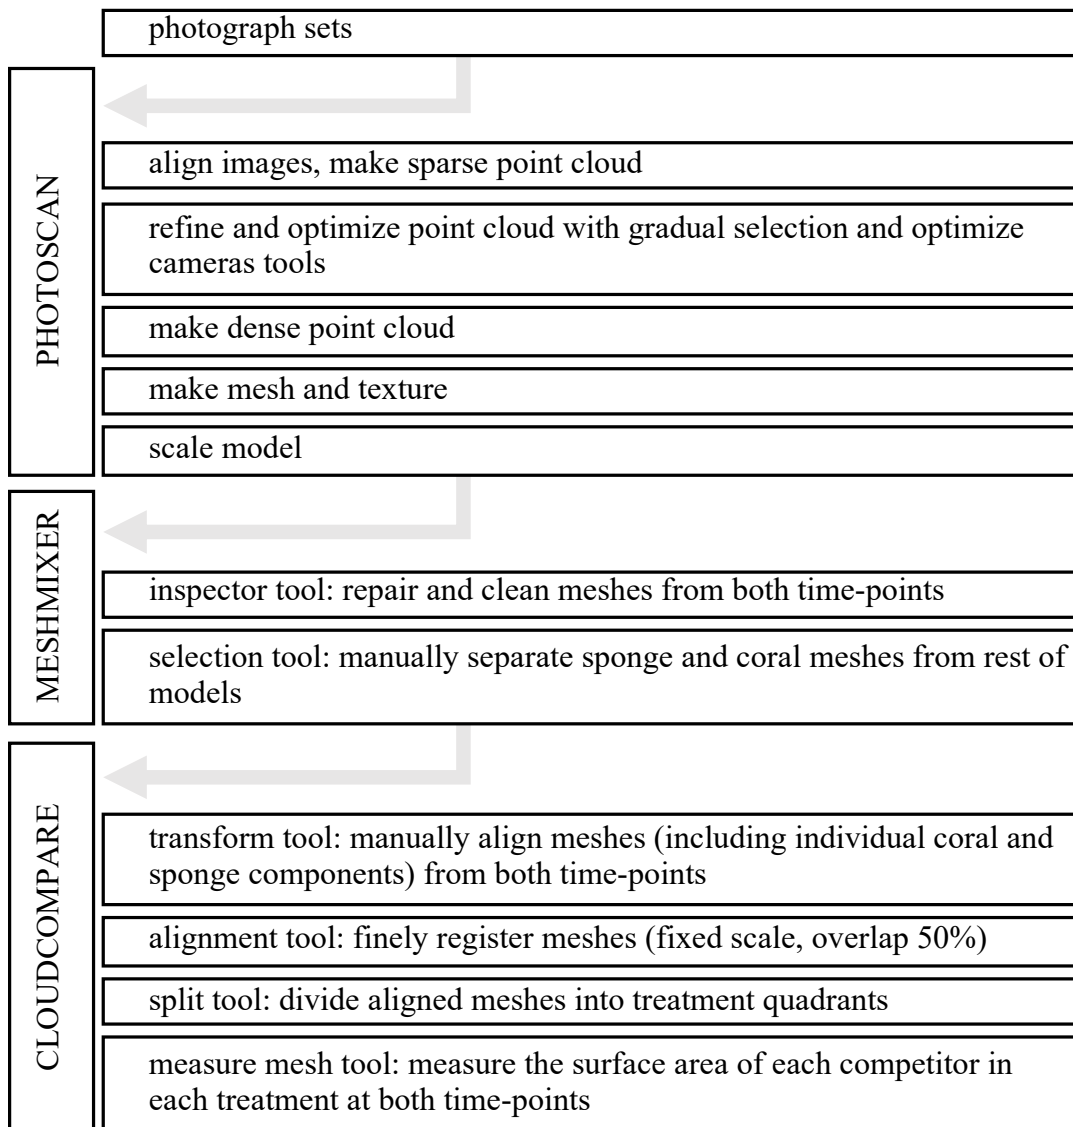 photograph sets
PHOTOSCAN
align images, make sparse point cloud
refine and optimize point cloud with gradual selection and optimize
cameras tools
make dense point cloud
make mesh and texture
scale model
MESHMIXER
inspector tool: repair and clean meshes from both time-points
selection tool: manually separate sponge and coral meshes from rest of
models
CLOUDCOMPARE
transform tool: manually align meshes (including individual coral and
sponge components) from both time-points
alignment tool: finely register meshes (fixed scale, overlap 50%)
split tool: divide aligned meshes into treatment quadrants
measure mesh tool: measure the surface area of each competitor in
each treatment at both time-points